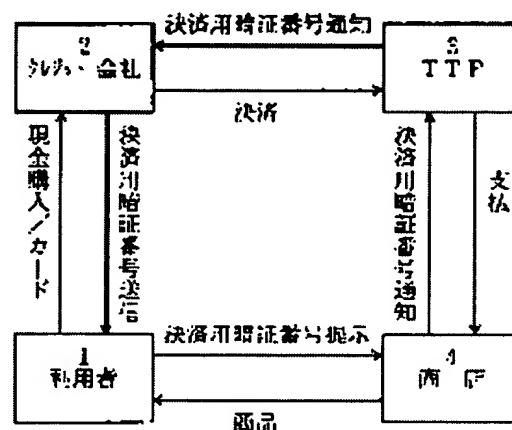 決済用暗証番号通知
2
クレジット会社
3
TTP
決済
現金購入/カード
決済用暗証番号送信
決済用暗証番号通知
支払
1
利用者
決済用暗証番号提示
4
商店
商品